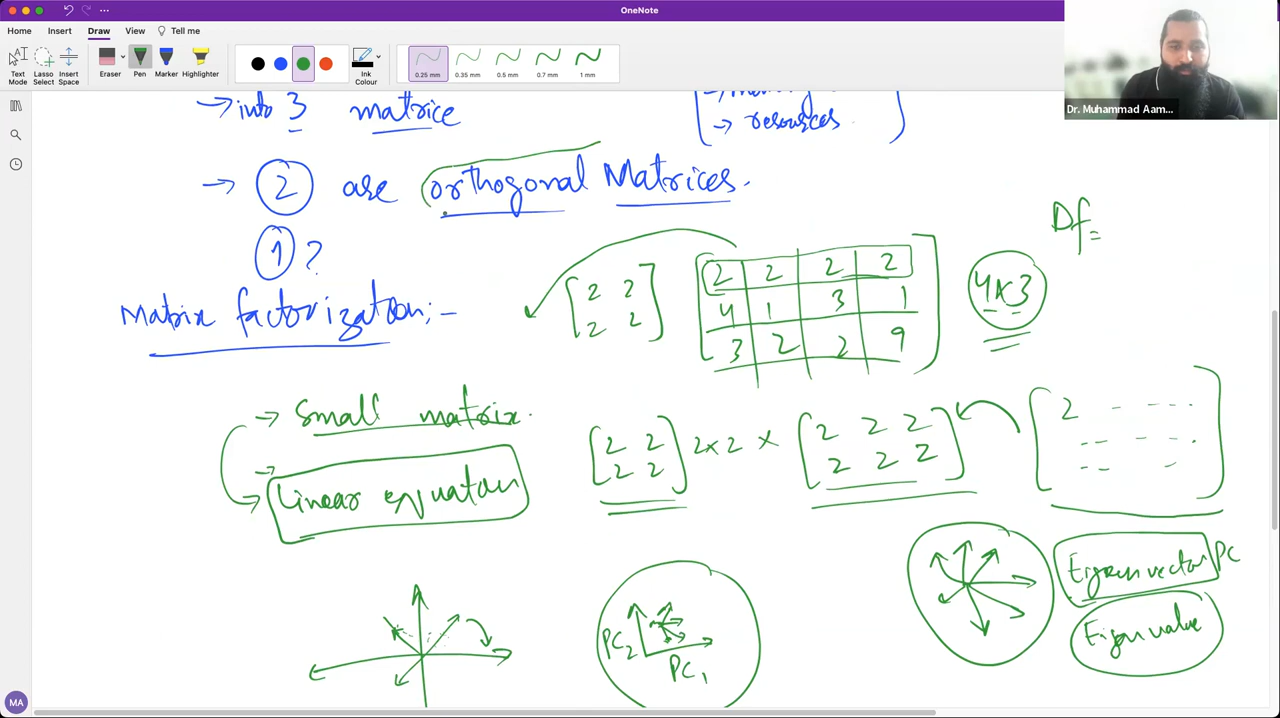 OneNote
Home Insert Draw View Tell me
Text Mode
Lasso Select
Insert Space
Eraser
Pen
Marker
Highlighter
Ink Colour
0.25 mm
0.35 mm
0.5 mm
0.7 mm
1 mm
Dr. Muhammad Aam...
→ into 3 matrice
→ resources
→ 2 are orthogonal Matrices.
1 ?
Df =
Matrix factorization:-
2 2
2 2
2 2 2 2
4 1 3 1
3 2 2 9
4x3
→ Small matrix.
→ Linear equation
2 2
2 2
2x2 x
2 2 2
2 2 2
2 - - - -
Eigen vector PC
Eigen value
PC2
PC1
MA